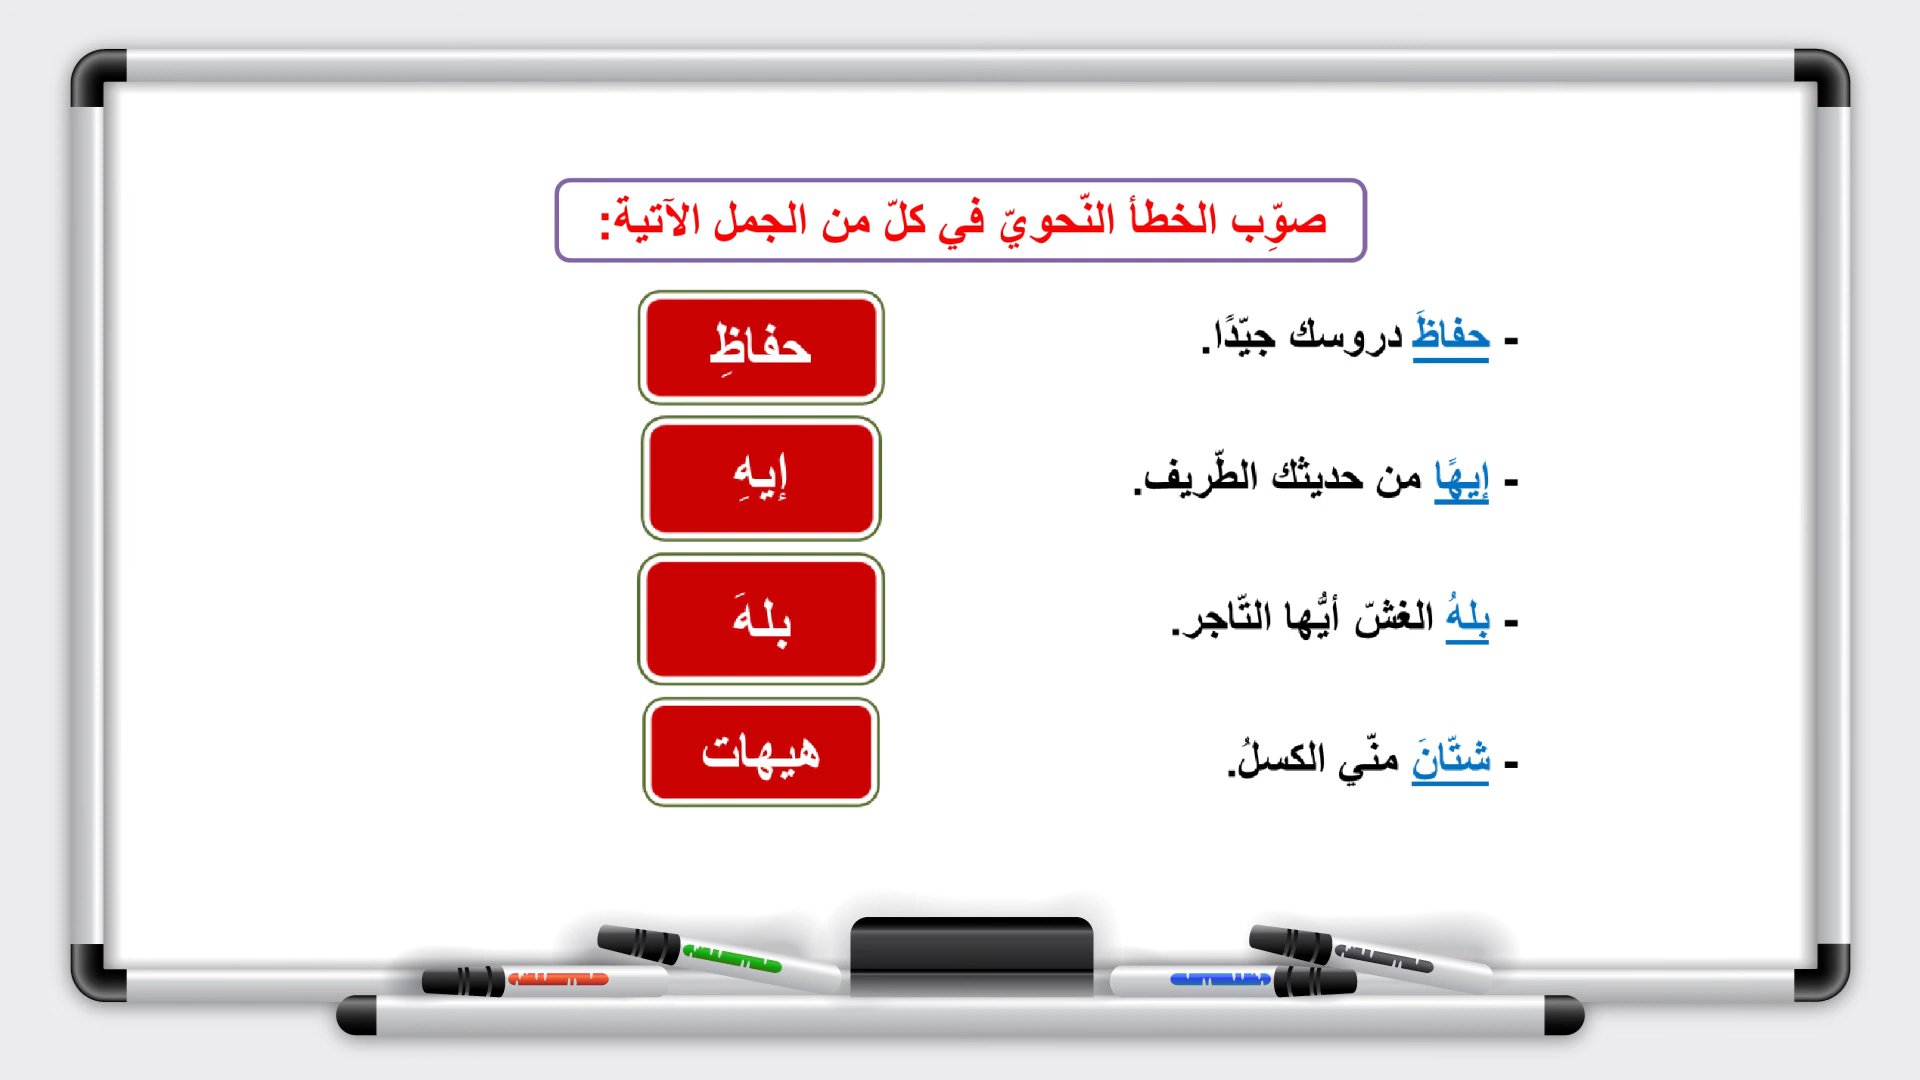 صوِّب الخطأ النّحويّ في كلّ من الجمل الآتية:
- حفاظَ دروسك جيّدًا.
حفاظِ
- إيهًا من حديثك الطّريف.
إيهِ
- بلهُ الغشّ أيُّها التّاجر.
بلهَ
- شتّانَ منّي الكسلُ.
هيهات